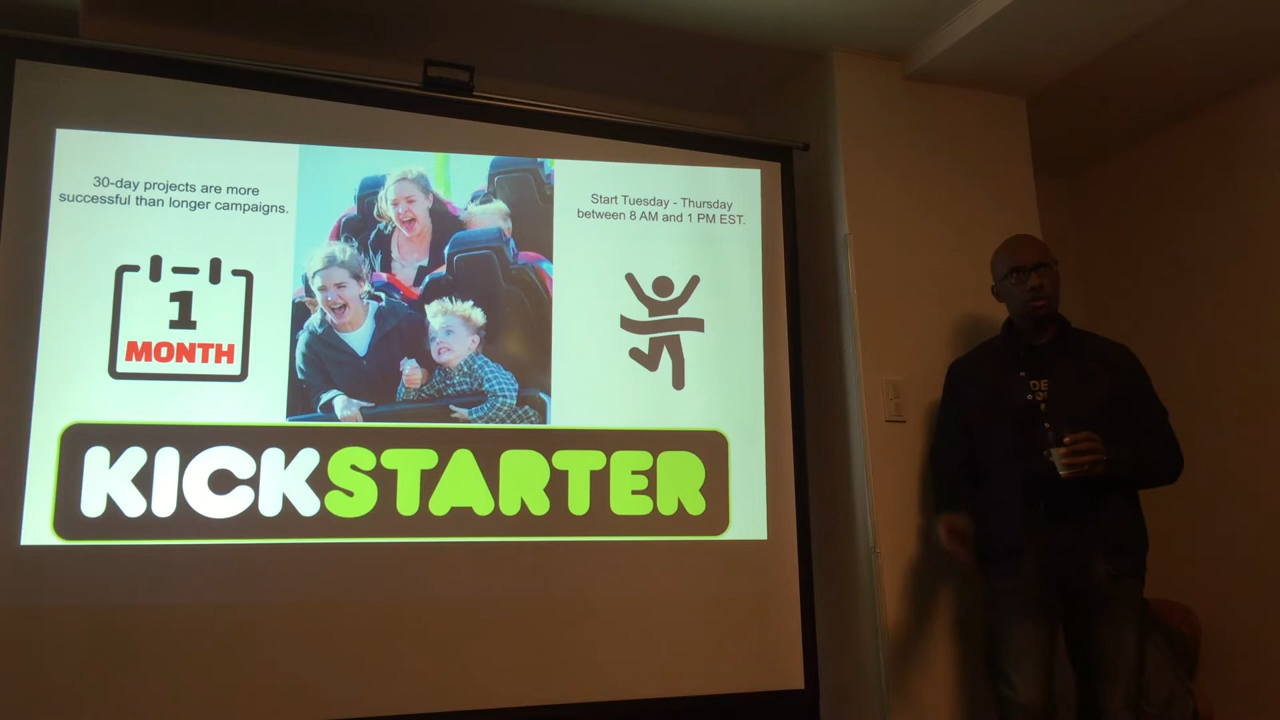 30-day projects are more
successful than longer campaigns.
1
MONTH
Start Tuesday - Thursday
between 8 AM and 1 PM EST.
KICKSTARTER
DE